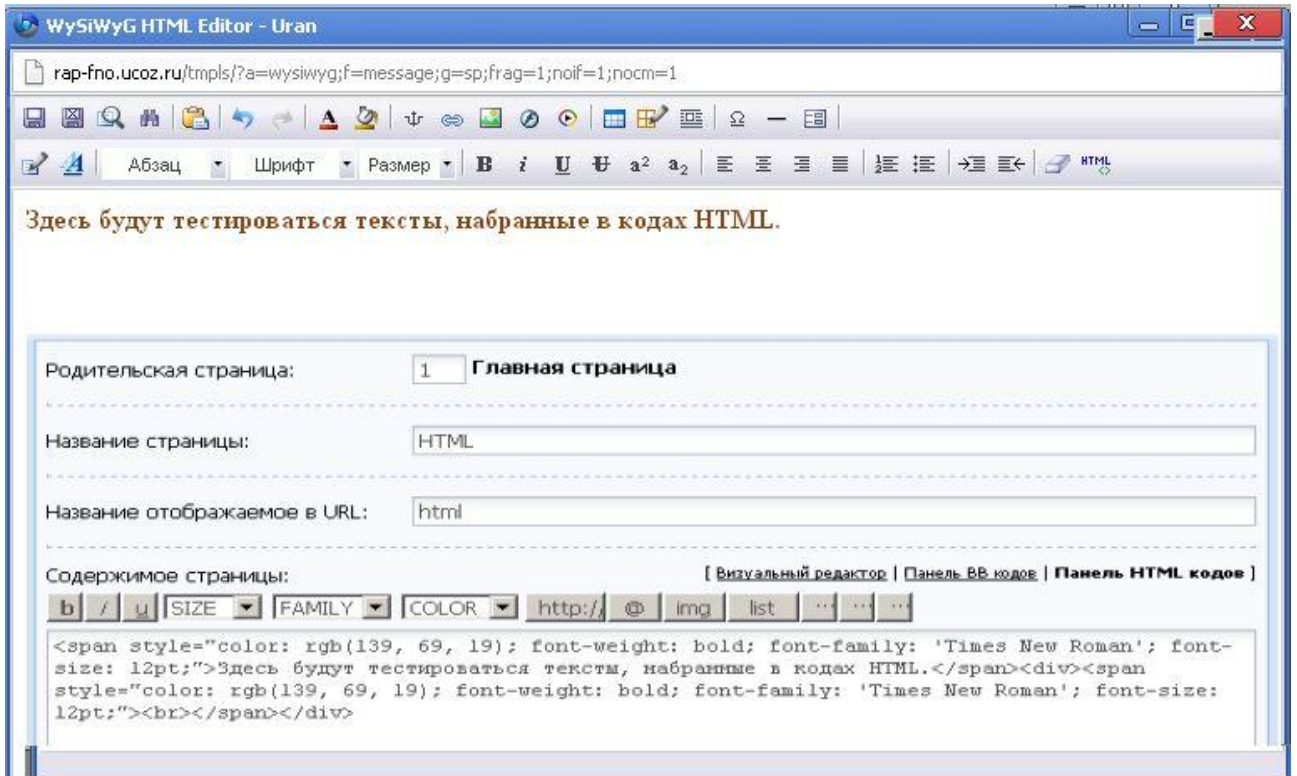 WySiWyG HTML Editor - Uran
rap-fno.ucoz.ru/tmpls/?a=wysiwyg;f=message;g=sp;frag=1;noif=1;nocm=1
A Ω
A Абзац Шрифт Размер B i U U a² a₂ HTML
Здесь будут тестироваться тексты, набранные в кодах HTML.
Родительская страница: 1 Главная страница
Название страницы: HTML
Название отображаемое в URL: html
Содержимое страницы: [ Визуальный редактор | Панель BB кодов | Панель HTML кодов ]
b i u SIZE FAMILY COLOR http:// @ img list ... ... ...
<span style="color: rgb(139, 69, 19); font-weight: bold; font-family: 'Times New Roman'; font-
size: 12pt;">Здесь будут тестироваться тексты, набранные в кодах HTML.</span><div><span
style="color: rgb(139, 69, 19); font-weight: bold; font-family: 'Times New Roman'; font-size:
12pt;"><br></span></div>